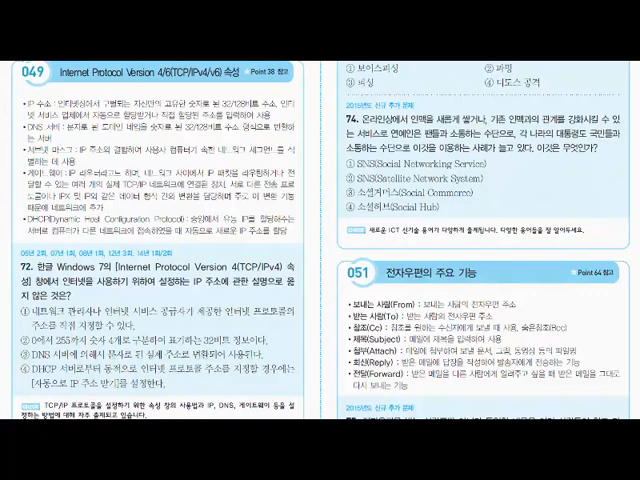 049 Internet Protocol Version 4/6(TCP/IPv4/v6) 속성 Point 38 참고
• IP 주소 : 인터넷상에서 구별되는 자신만의 고유한 숫자로 된 32/128비트 주소, 인터
넷 서비스 업체에서 자동으로 할당받거나 직접 할당된 주소를 입력하여 사용
• DNS 서버 : 문자로 된 도메인 네임을 숫자로 된 32/128비트 주소 형식으로 변환하
는 서버
• 서브넷 마스크 : IP 주소와 결합하여 사용자 컴퓨터가 속한 네트워크 세그먼트를 식
별하는 데 사용
• 게이트웨이 : IP 라우터라고도 하며, 네트워크 사이에서 IP 패킷을 라우팅하거나 전
달할 수 있는 여러 개의 실제 TCP/IP 네트워크에 연결된 장치. 서로 다른 전송 프로
토콜이나 IPX 및 IP와 같은 데이터 형식 간의 변환을 담당하며 주로 이 변환 기능
때문에 네트워크에 추가
• DHCP(Dynamic Host Configuration Protocol) : 송암에서 유능 IP를 할당해주는
서버로 컴퓨터가 다른 네트워크에 접속하였을 때 자동으로 새로운 IP 주소를 할당
05년 2회, 07년 1회, 08년 1회, 12년 3회, 14년 1회/2회
72. 한글 Windows 7의 [Internet Protocol Version 4(TCP/IPv4) 속
성] 창에서 인터넷을 사용하기 위하여 설정하는 IP 주소에 관한 설명으로 옳
지 않은 것은?
① 네트워크 관리자나 인터넷 서비스 공급자가 제공한 인터넷 프로토콜의
주소를 직접 지정할 수 있다.
② 0에서 255까지 숫자 4개로 구분하여 표기하는 32비트 정보이다.
③ DNS 서버에 의해서 문자로 된 실제 주소로 변환되어 사용된다.
④ DHCP 서버로부터 동적으로 인터넷 프로토콜 주소를 지정할 경우에는
[자동으로 IP 주소 받기]를 설정한다.
TCP/IP 프로토콜을 설정하기 위한 속성 창의 사용법과 IP, DNS, 게이트웨이 등을 설
정하는 방법에 대해 자주 출제되고 있습니다.
① 보이스피싱 ② 파밍
③ 피싱 ④ 디도스 공격
2015년도 신규 추가 문제
74. 온라인상에서 인맥을 새롭게 쌓거나, 기존 인맥과의 관계를 강화시킬 수 있
는 서비스로 연예인은 팬들과 소통하는 수단으로, 각 나라의 대통령도 국민들과
소통하는 수단으로 이것을 이용하는 사례가 늘고 있다. 이것은 무엇인가?
① SNS(Social Networking Service)
② SNS(Satellite Network System)
③ 소셜커머스(Social Commerce)
④ 소셜허브(Social Hub)
새로운 ICT 신기술 용어가 다양하게 출제됩니다. 다양한 용어들을 잘 알아두세요.
051 전자우편의 주요 기능 Point 64 참고
• 보내는 사람(From) : 보내는 사람의 전자우편 주소
• 받는 사람(To) : 받는 사람의 전자우편 주소
• 참조(Cc) : 참조를 원하는 수신자에게 보낼 때 사용, 숨은참조(Bcc)
• 제목(Subject) : 메일에 제목을 입력하여 사용
• 첨부(Attach) : 메일에 첨부하여 보낼 문서, 그림, 동영상 등의 파일명
• 회신(Reply) : 받은 메일에 답장을 작성하여 발송자에게 전송하는 기능
• 전달(Forward) : 받은 메일을 다른 사람에게 알려주고 싶을 때 받은 메일을 그대로
다시 보내는 기능
2015년도 신규 추가 문제